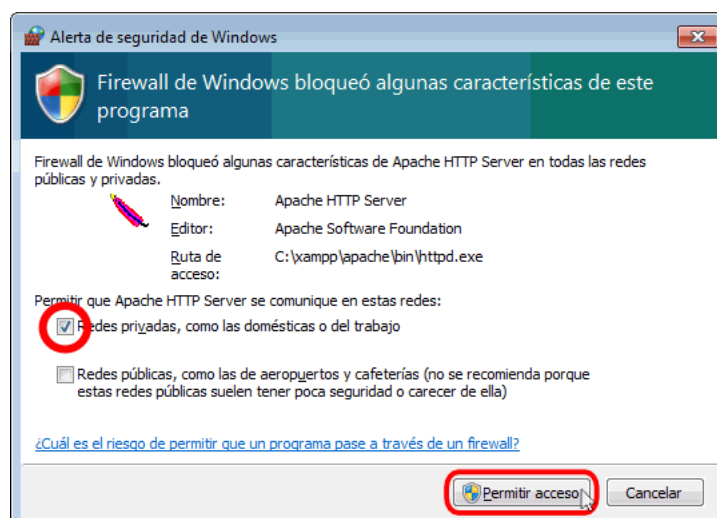 Alerta de seguridad de Windows
Firewall de Windows bloqueó algunas características de este
programa
Firewall de Windows bloqueó algunas características de Apache HTTP Server en todas las redes
públicas y privadas.
Nombre: Apache HTTP Server
Editor: Apache Software Foundation
Ruta de C:\xampp\apache\bin\httpd.exe
acceso:
Permitir que Apache HTTP Server se comunique en estas redes:
Redes privadas, como las domésticas o del trabajo
Redes públicas, como las de aeropuertos y cafeterías (no se recomienda porque
estas redes públicas suelen tener poca seguridad o carecer de ella)
¿Cuál es el riesgo de permitir que un programa pase a través de un firewall?
Permitir acceso Cancelar